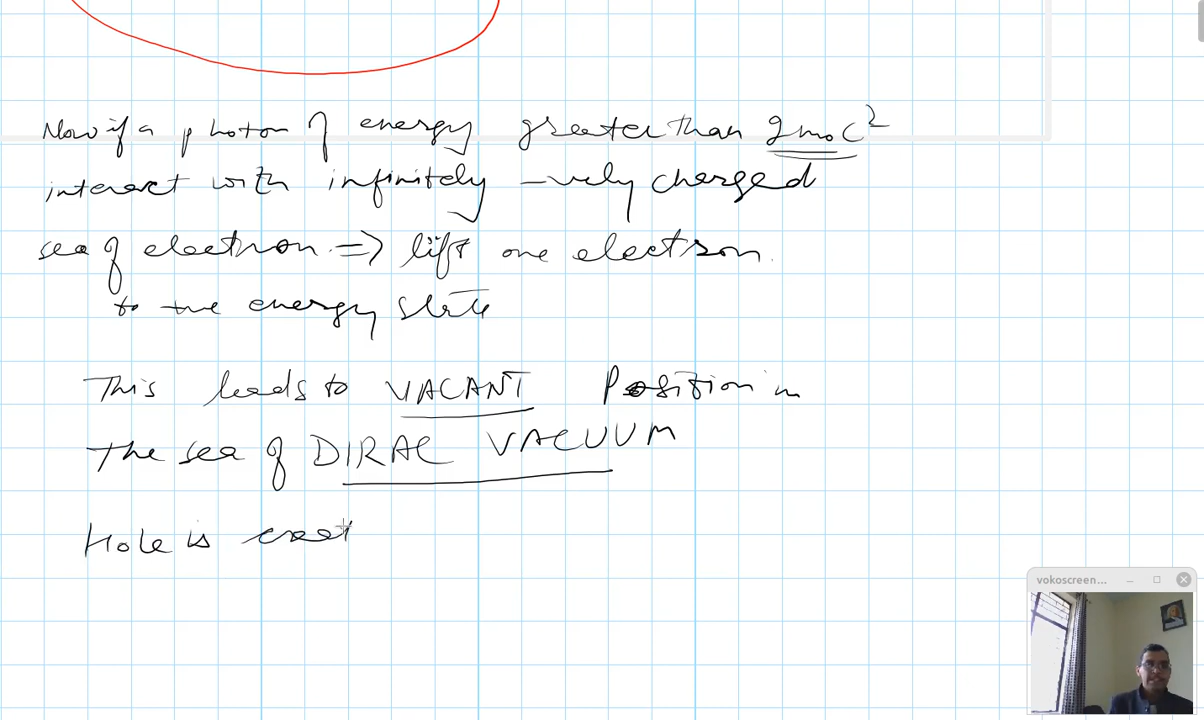 Now if a photon of energy greater than 2m₀c²
interact with infinitely -vely charged
sea of electron. => lift one electron.
to the energy state
This leads to VACANT Position in
the sea of DIRAC VACUUM
Hole is creat
vokoscreen...